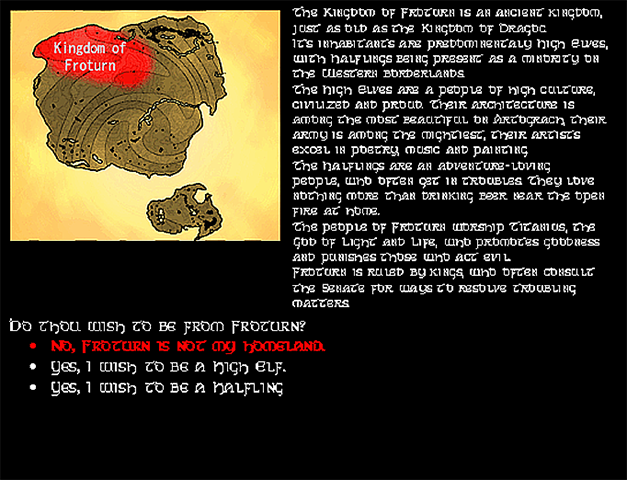 Kingdom of
Froturn
The Kingdom of Froturn is an ancient kingdom,
just as old as the Kingdom of Dragoc.
Its inhabitants are predominentaly High Elves,
with Halflings being present as a minority on
the Western borderlands.
The High Elves are a people of high culture,
civilized and proud. Their architecture is
among the most beautiful on Artograch, their
army is among the mightiest, their artists
excel in poetry, music and painting.
The Halflings are an adventure-loving
people, who often get in troubles. They love
nothing more than drinking beer near the open
fire at home.
The people of Froturn worship Titanius, the
God of Light and Life, who promotes goodness
and punishes those who act evil.
Froturn is ruled by kings, who often consult
the Senate for ways to resolve troubling
matters.
Do thou wish to be from Froturn?
• No, Froturn is not my homeland.
• Yes, I wish to be a High Elf.
• Yes, I wish to be a Halfling